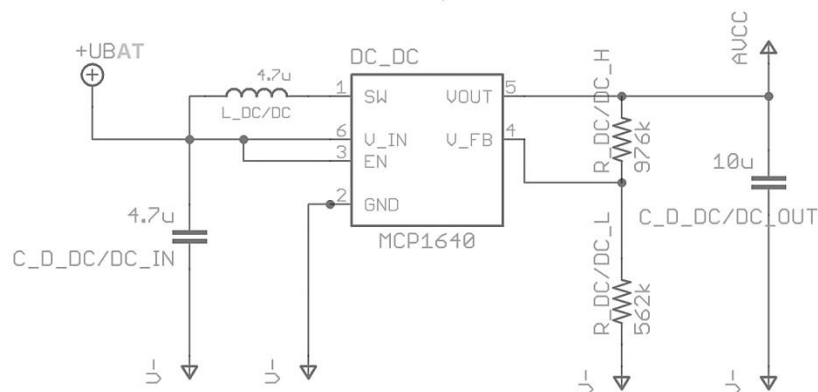 +UBAT
DC_DC
4.7u
L_DC/DC
1
SW
VOUT
5
6
V_IN
V_FB
4
3
EN
2
GND
MCP1640
R_DC/DC_H
976k
R_DC/DC_L
562k
AVCC
10u
C_D_DC/DC_OUT
4.7u
C_D_DC/DC_IN
V-
V-
V-
V-